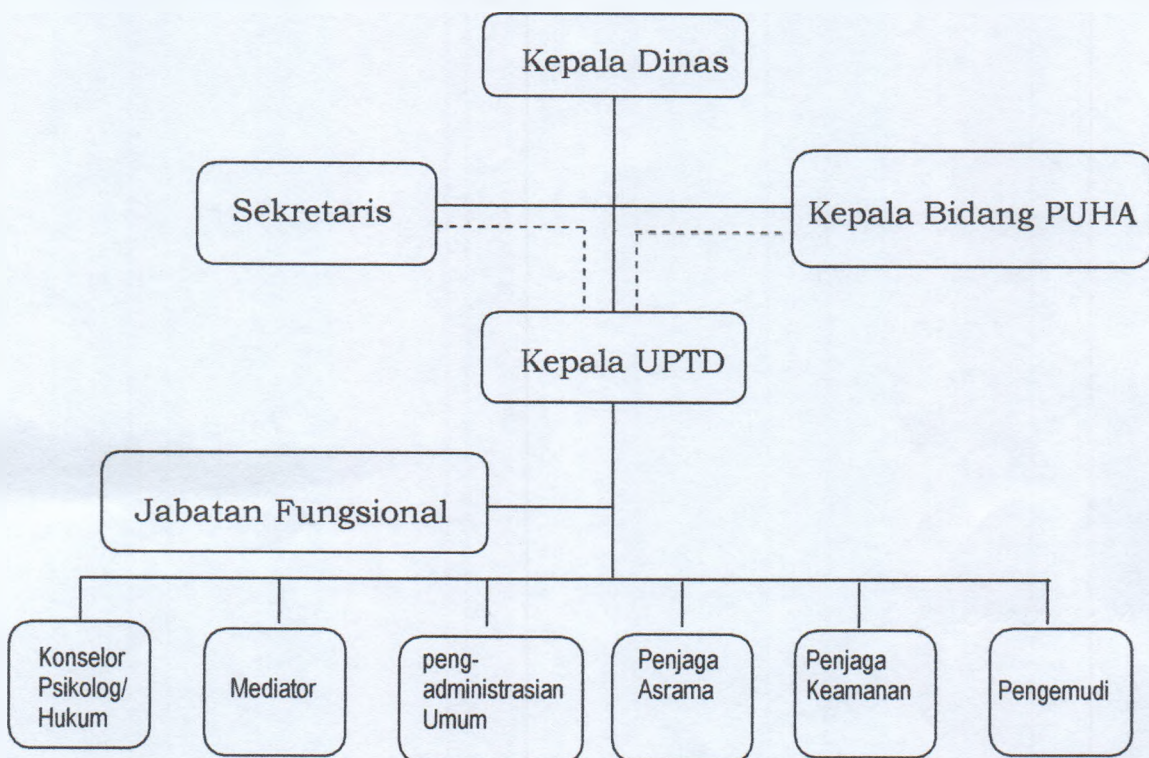 Kepala Dinas
Sekretaris
Kepala Bidang PUHA
Kepala UPTD
Jabatan Fungsional
Konselor
Psikolog/
Hukum
Mediator
peng-
administrasian
Umum
Penjaga
Asrama
Penjaga
Keamanan
Pengemudi